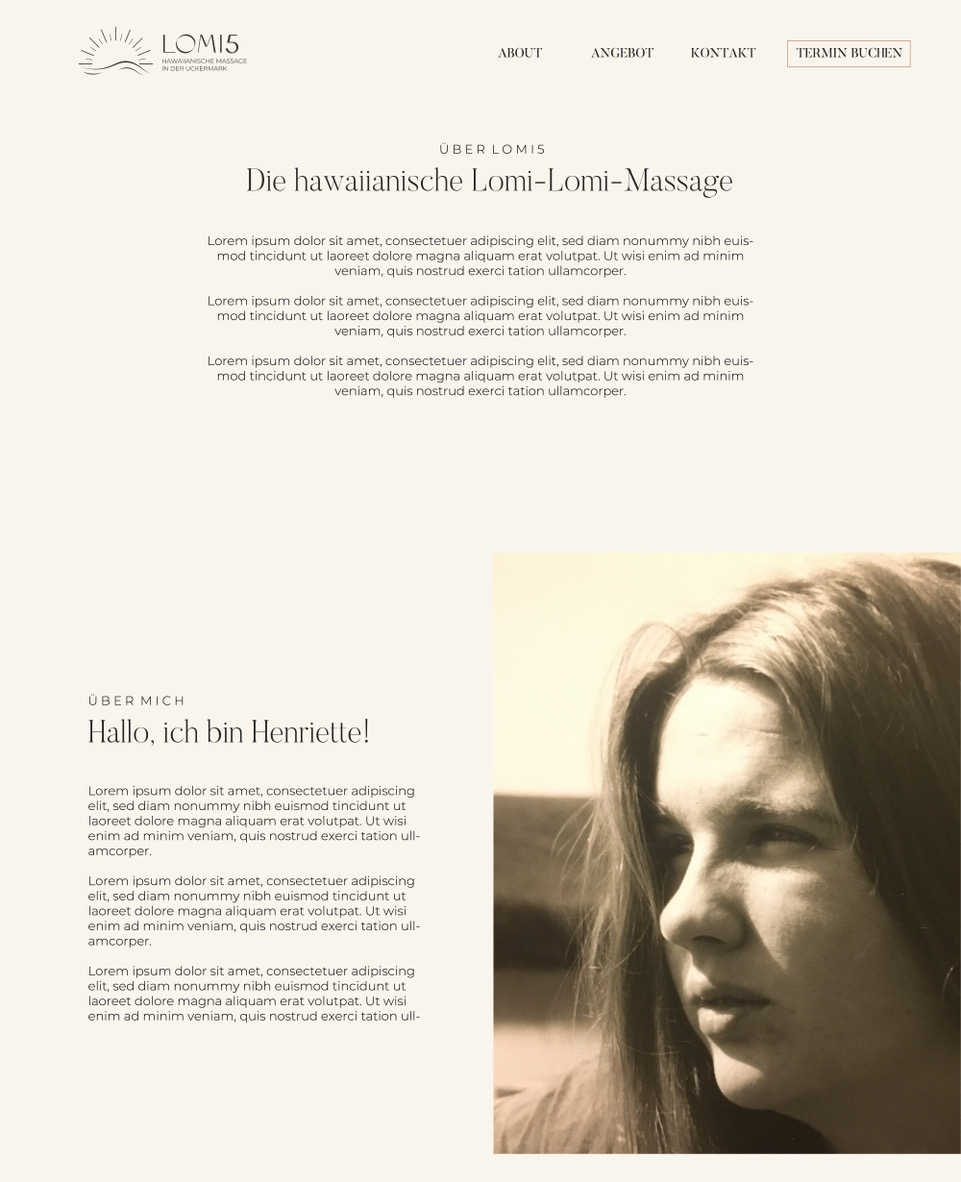 LOMI5
HAWAIIANISCHE MASSAGE
IN DER UCKERMARK
ABOUT
ANGEBOT
KONTAKT
TERMIN BUCHEN
ÜBER LOMI5
Die hawaiianische Lomi-Lomi-Massage
Lorem ipsum dolor sit amet, consectetuer adipiscing elit, sed diam nonummy nibh euis-
mod tincidunt ut laoreet dolore magna aliquam erat volutpat. Ut wisi enim ad minim
veniam, quis nostrud exerci tation ullamcorper.
Lorem ipsum dolor sit amet, consectetuer adipiscing elit, sed diam nonummy nibh euis-
mod tincidunt ut laoreet dolore magna aliquam erat volutpat. Ut wisi enim ad minim
veniam, quis nostrud exerci tation ullamcorper.
Lorem ipsum dolor sit amet, consectetuer adipiscing elit, sed diam nonummy nibh euis-
mod tincidunt ut laoreet dolore magna aliquam erat volutpat. Ut wisi enim ad minim
veniam, quis nostrud exerci tation ullamcorper.
ÜBER MICH
Hallo, ich bin Henriette!
Lorem ipsum dolor sit amet, consectetuer adipiscing
elit, sed diam nonummy nibh euismod tincidunt ut
laoreet dolore magna aliquam erat volutpat. Ut wisi
enim ad minim veniam, quis nostrud exerci tation ull-
amcorper.
Lorem ipsum dolor sit amet, consectetuer adipiscing
elit, sed diam nonummy nibh euismod tincidunt ut
laoreet dolore magna aliquam erat volutpat. Ut wisi
enim ad minim veniam, quis nostrud exerci tation ull-
amcorper.
Lorem ipsum dolor sit amet, consectetuer adipiscing
elit, sed diam nonummy nibh euismod tincidunt ut
laoreet dolore magna aliquam erat volutpat. Ut wisi
enim ad minim veniam, quis nostrud exerci tation ull-